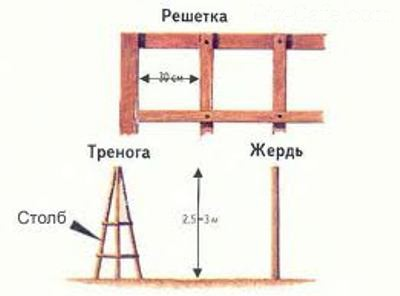 Решетка
30 см
Тренога
Жердь
Столб
2,5-3 м